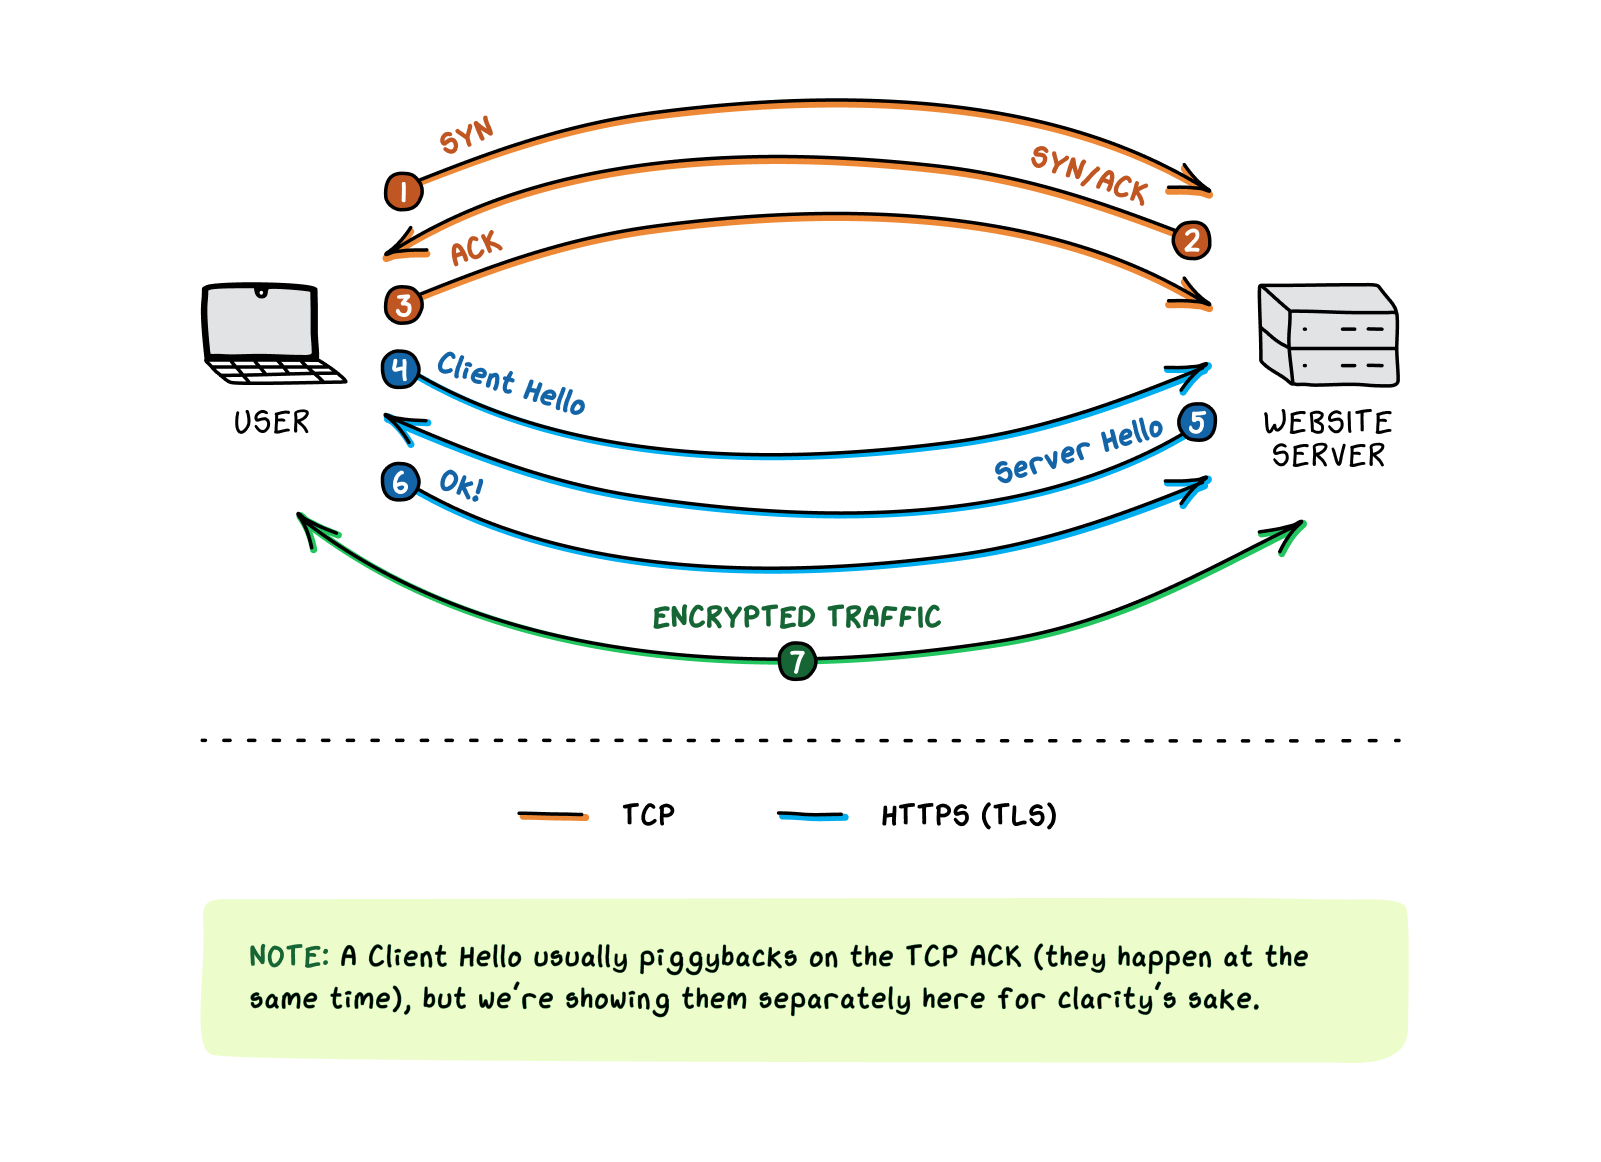 SYN
1
SYN/ACK
2
ACK
3
4
Client Hello
Server Hello
5
6
Ok!
USER
WEBSITE
SERVER
ENCRYPTED TRAFFIC
7
TCP
HTTPS (TLS)
NOTE: A Client Hello usually piggybacks on the TCP ACK (they happen at the
same time), but we're showing them separately here for clarity's sake.